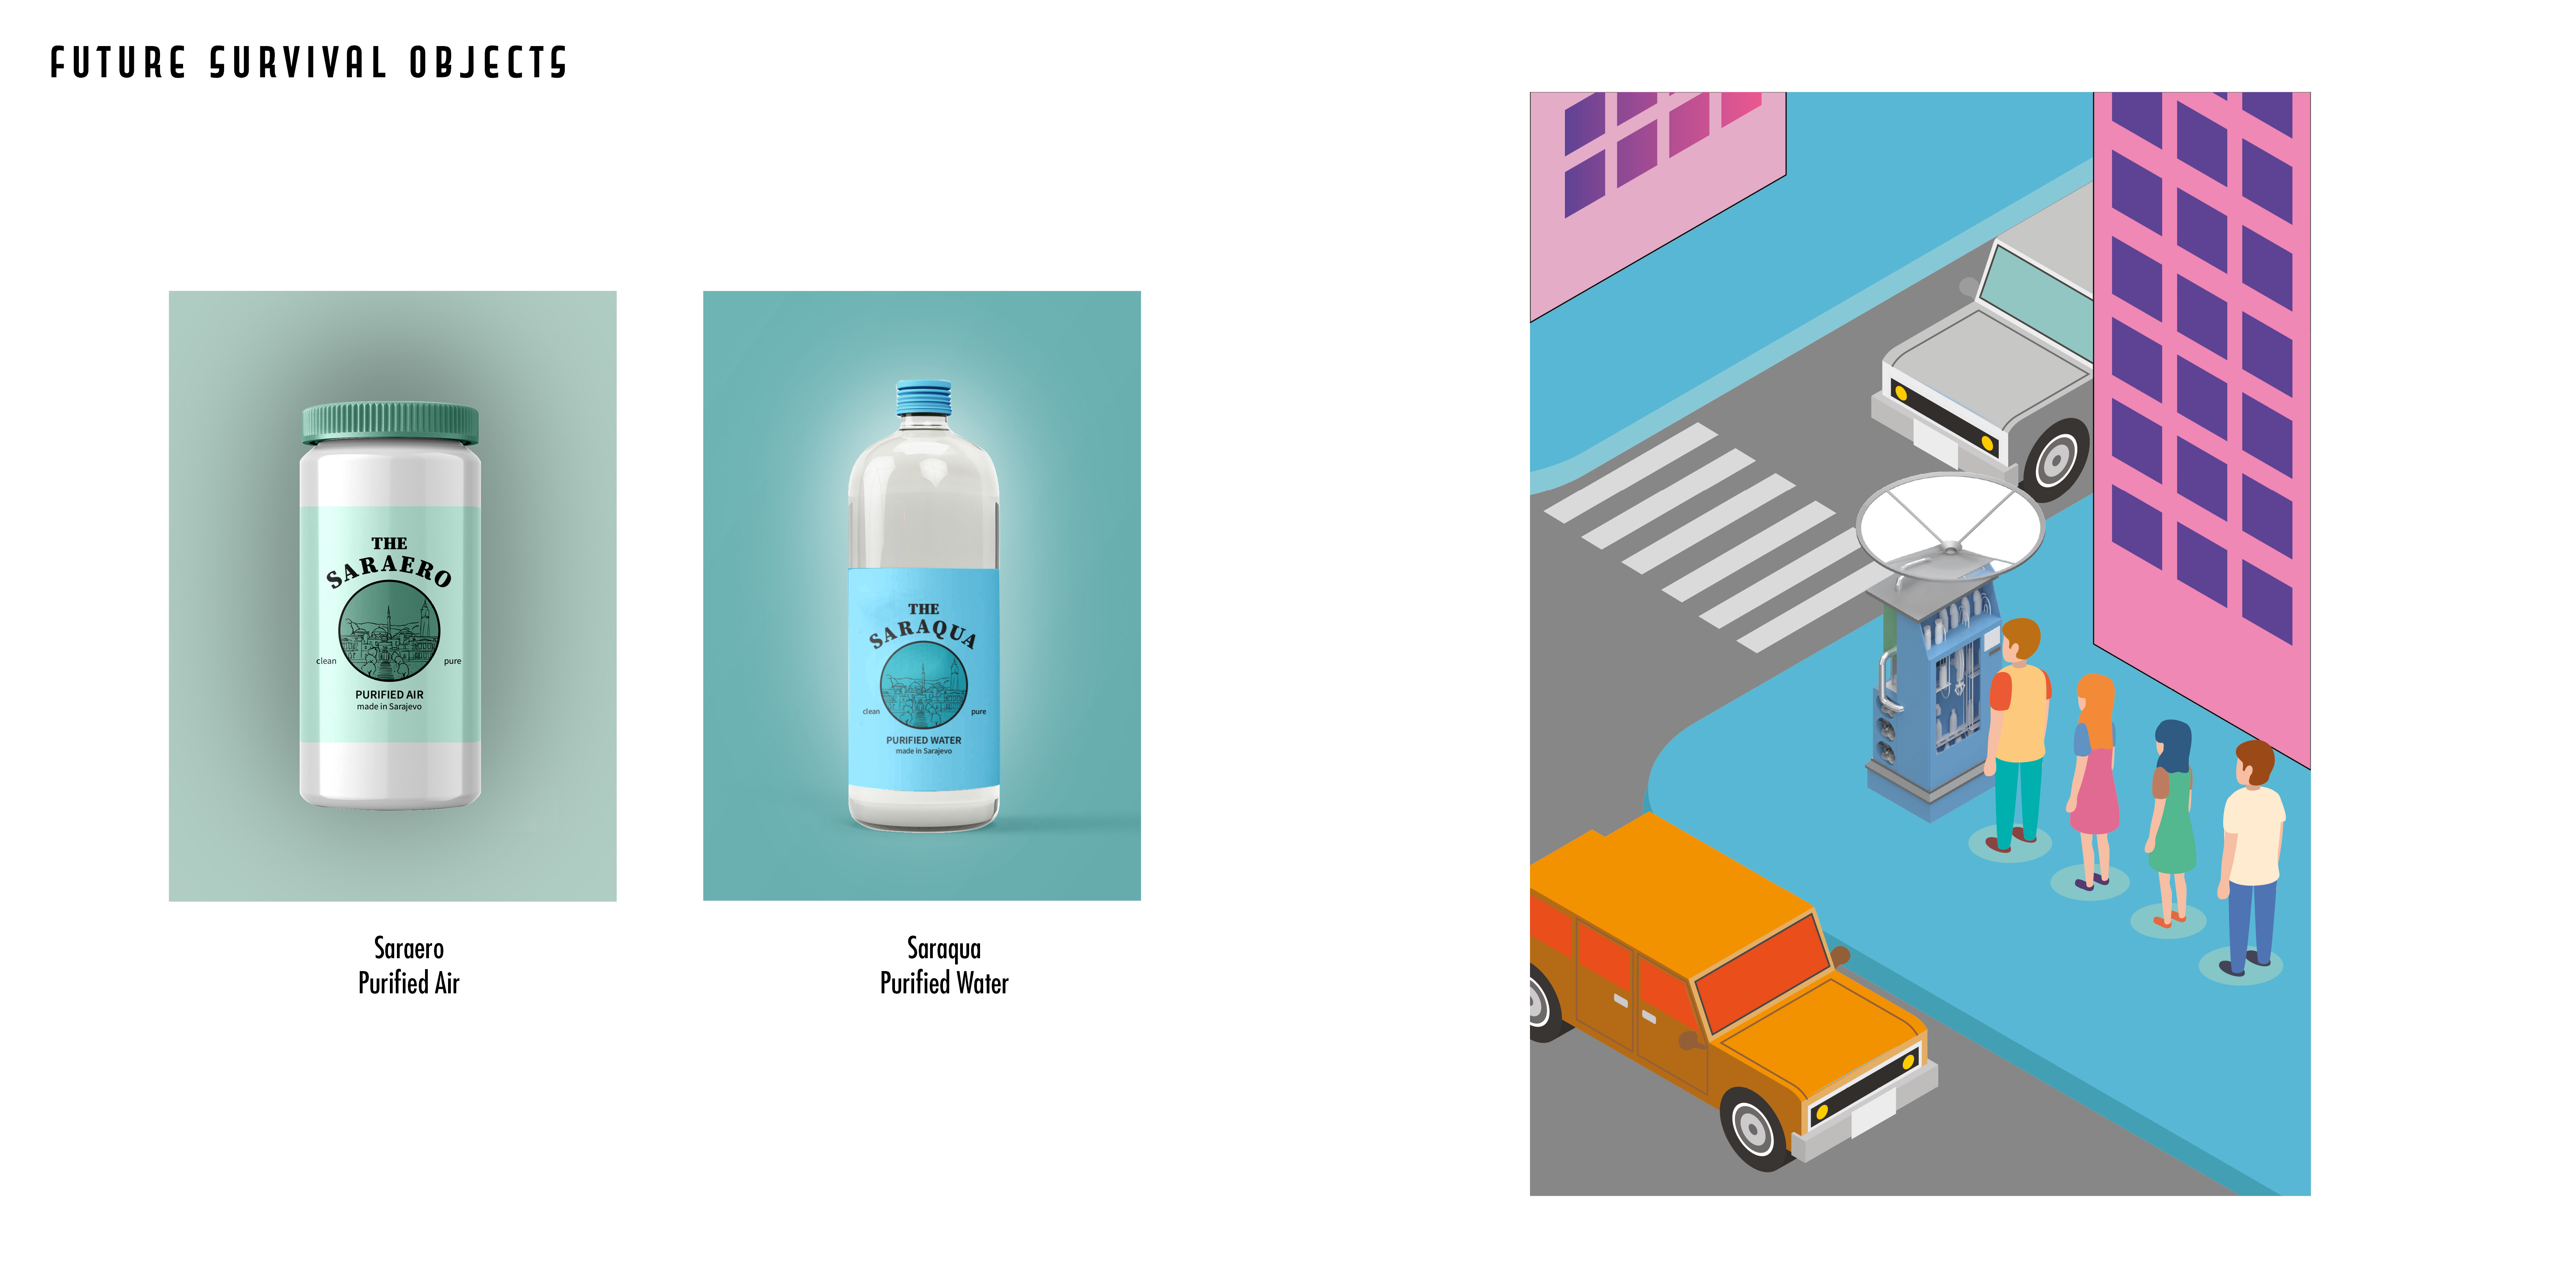 FUTURE SURVIVAL OBJECTS
THE
SARAERO
clean
pure
PURIFIED AIR
made in Sarajevo
THE
SARAQUA
clean
pure
PURIFIED WATER
made in Sarajevo
Saraero
Purified Air
Saraqua
Purified Water